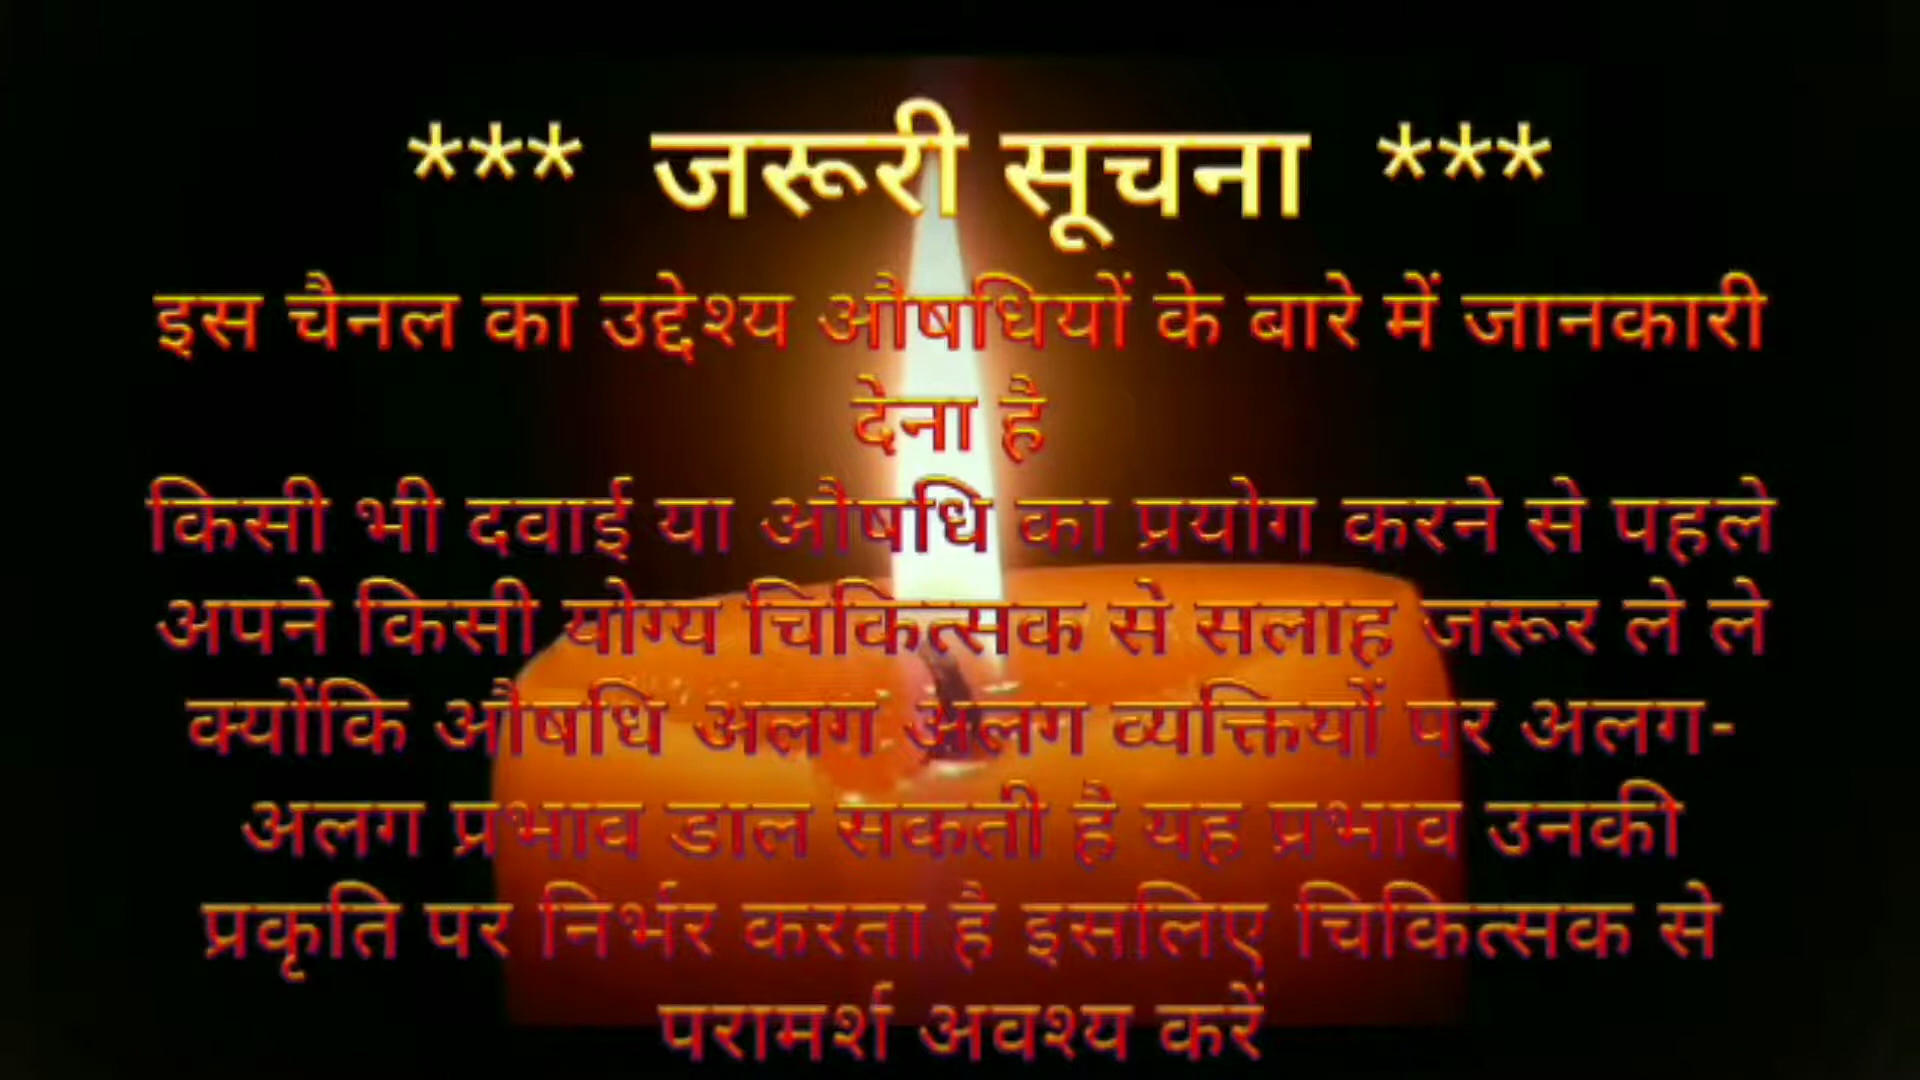 *** जरूरी सूचना ***
इस चैनल का उद्देश्य औषधियों के बारे में जानकारी
देना है
किसी भी दवाई या औषधि का प्रयोग करने से पहले
अपने किसी योग्य चिकित्सक से सलाह जरूर ले ले
क्योंकि औषधि अलग अलग व्यक्तियों पर अलग-
अलग प्रभाव डाल सकती है यह प्रभाव उनकी
प्रकृति पर निर्भर करता है इसलिए चिकित्सक से
परामर्श अवश्य करें